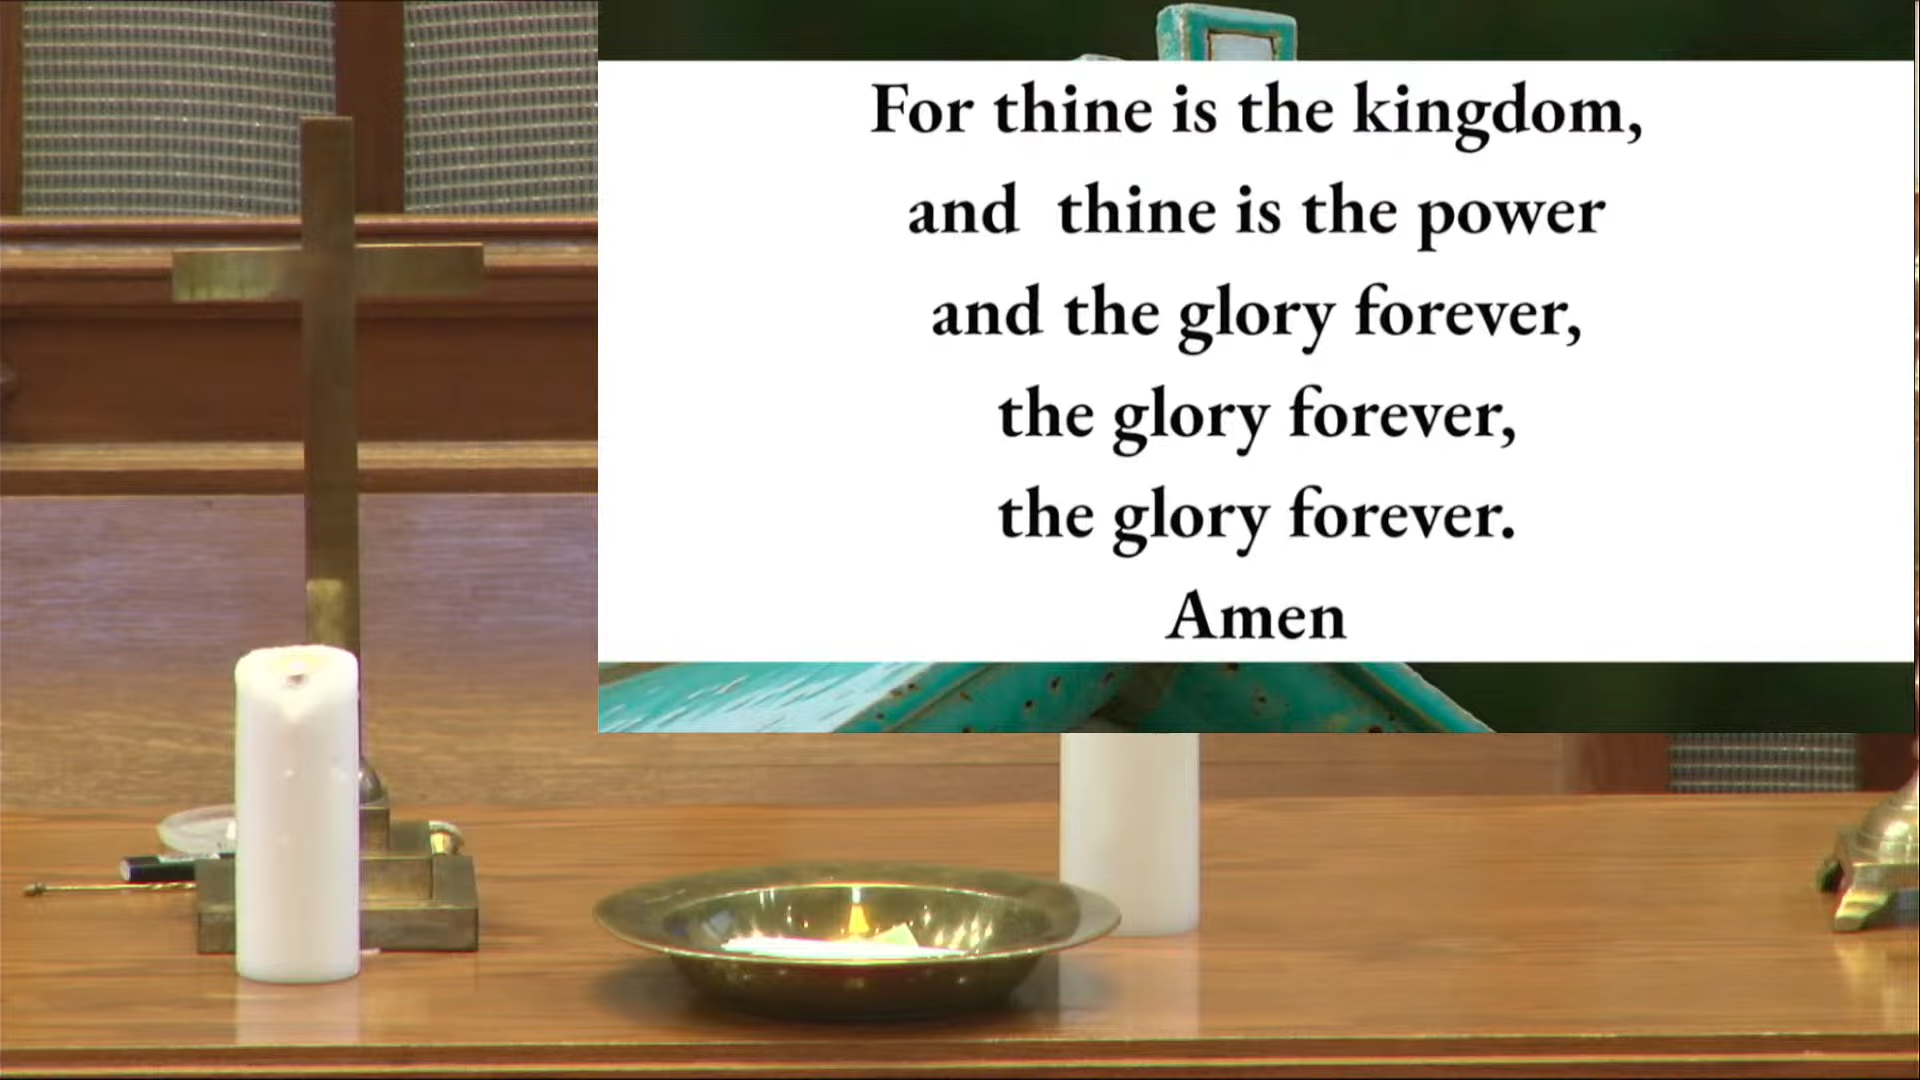 For thine is the kingdom,
and thine is the power
and the glory forever,
the glory forever,
the glory forever.
Amen